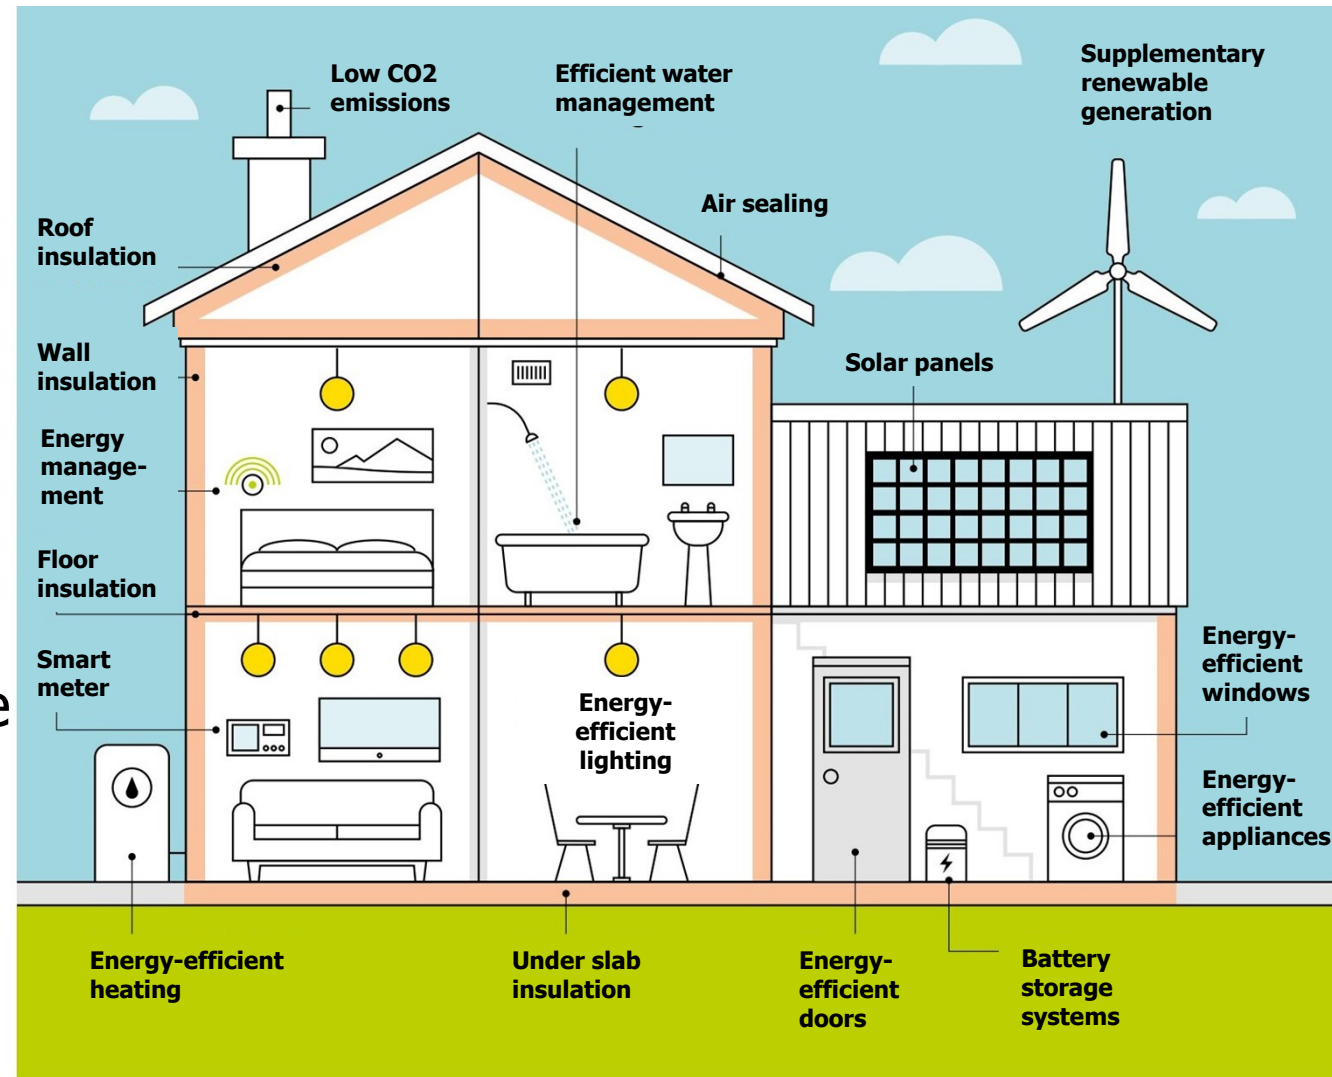 Low CO2
emissions
Efficient water
management
Supplementary
renewable
generation
Air sealing
Roof
insulation
Wall
insulation
Solar panels
Energy
manage-
ment
Floor
insulation
Smart
meter
e
Energy-
efficient
lighting
Energy-
efficient
windows
Energy-
efficient
appliances
Energy-efficient
heating
Under slab
insulation
Energy-
efficient
doors
Battery
storage
systems